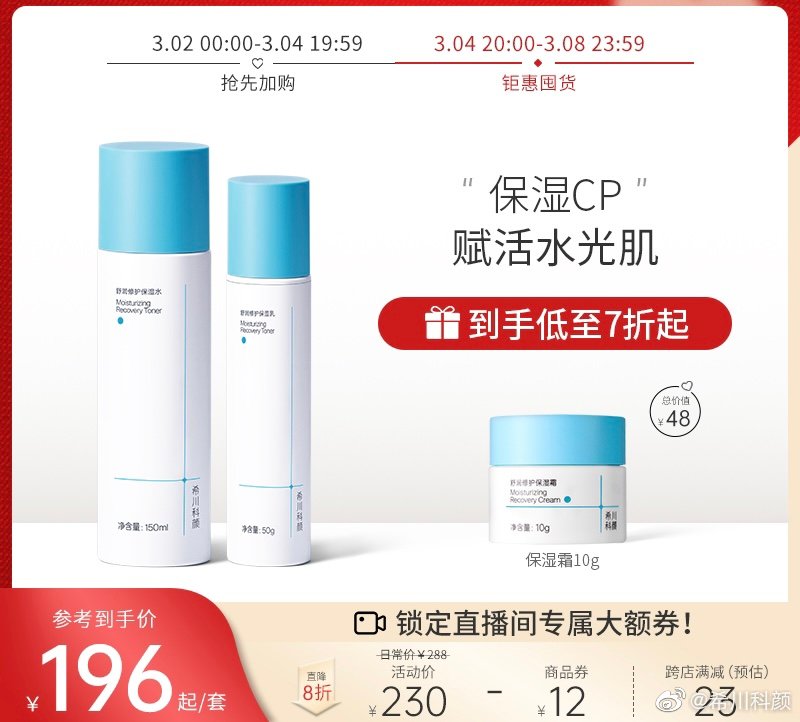 3.02 00:00-3.04 19:59
抢先加购
3.04 20:00-3.08 23:59
钜惠囤货
"保湿CP"
赋活水光肌
到手低至7折起
舒润修护保湿水
Moisturizing
Recovery Toner
希川科颜
净含量:150ml
舒润修护保湿乳
Moisturizing
Recovery Toner
希川科颜
净含量:50g
总价值
¥48
舒润修护保湿霜
Moisturizing
Recovery Cream
希川科颜
净含量:10g
保湿霜10g
参考到手价
¥196起/套
锁定直播间专属大额券!
直降
8折
日常价¥288
活动价
¥230
-
商品券
¥12
跨店满减(预估)
23
@希川科颜